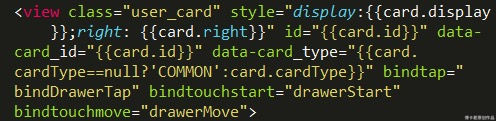 <view class="user_card" style="display:{{card.display
}};right: {{card.right}}" id="{{card.id}}" data-
card_id="{{card.id}}" data-card_type="{{card.
cardType==null?'COMMON':card.cardType}}" bindtap="
bindDrawerTap" bindtouchstart="drawerStart"
bindtouchmove="drawerMove">